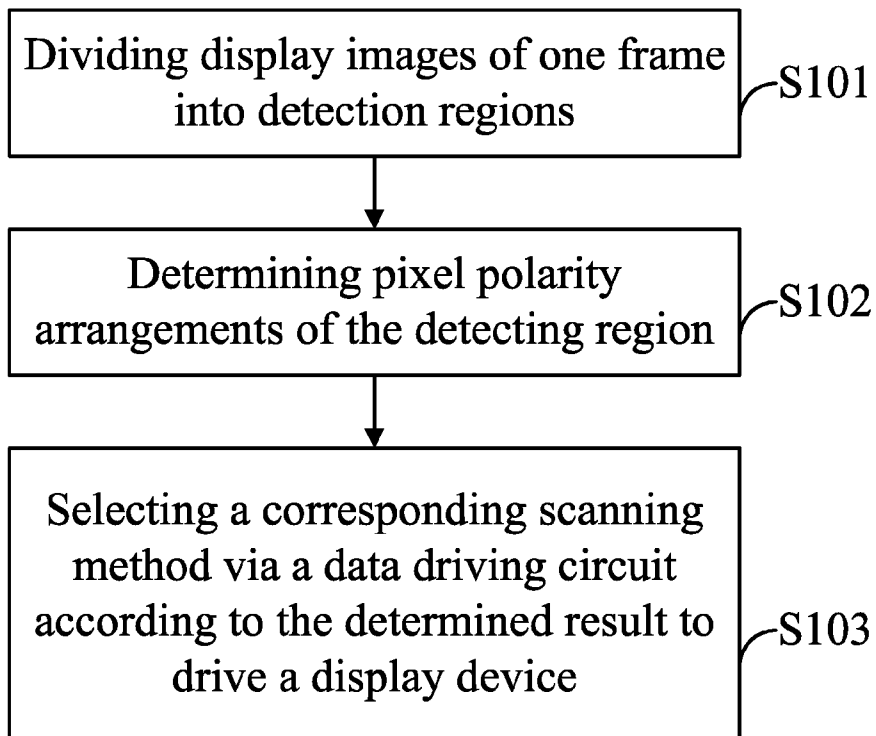 Dividing display images of one frame
into detection regions
S101
Determining pixel polarity
arrangements of the detecting region
S102
Selecting a corresponding scanning
method via a data driving circuit
according to the determined result to
drive a display device
S103